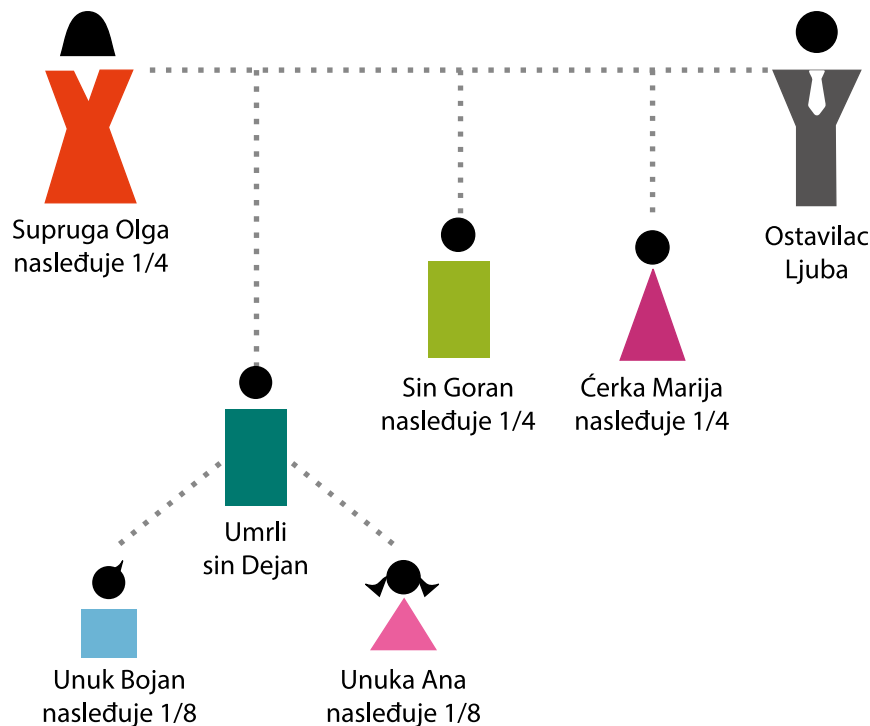 Supruga Olga
nasleđuje 1/4
Ostavilac
Ljuba
Sin Goran
nasleđuje 1/4
Ćerka Marija
nasleđuje 1/4
Umrli
sin Dejan
Unuk Bojan
nasleđuje 1/8
Unuka Ana
nasleđuje 1/8